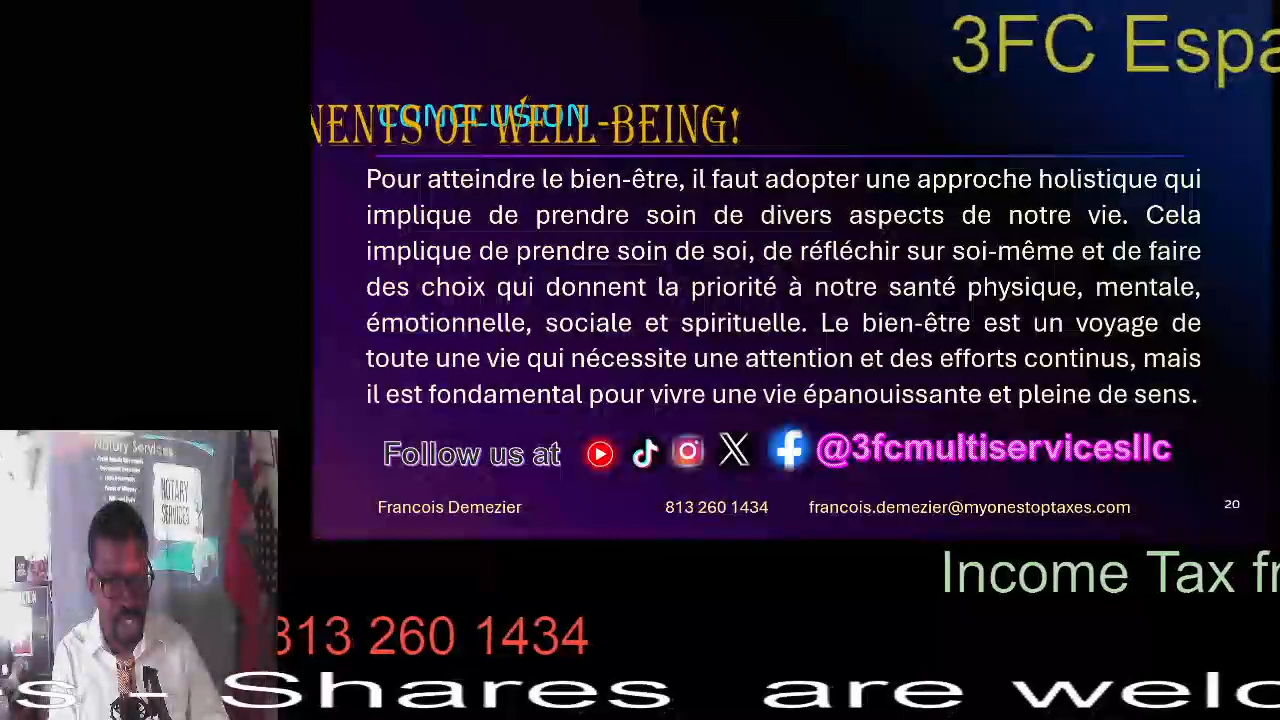 3FC Espa
CONCLUSION
NENTS OF WELL-BEING!
Pour atteindre le bien-être, il faut adopter une approche holistique qui
implique de prendre soin de divers aspects de notre vie. Cela
implique de prendre soin de soi, de réfléchir sur soi-même et de faire
des choix qui donnent la priorité à notre santé physique, mentale,
émotionnelle, sociale et spirituelle. Le bien-être est un voyage de
toute une vie qui nécessite une attention et des efforts continus, mais
il est fondamental pour vivre une vie épanouissante et pleine de sens.
Follow us at @3fcmultiservicesllc
Francois Demezier 813 260 1434 francois.demezier@myonestoptaxes.com 20
Notary Services
NOTARY
SERVICES
Income Tax fr
813 260 1434
s - Shares are welc